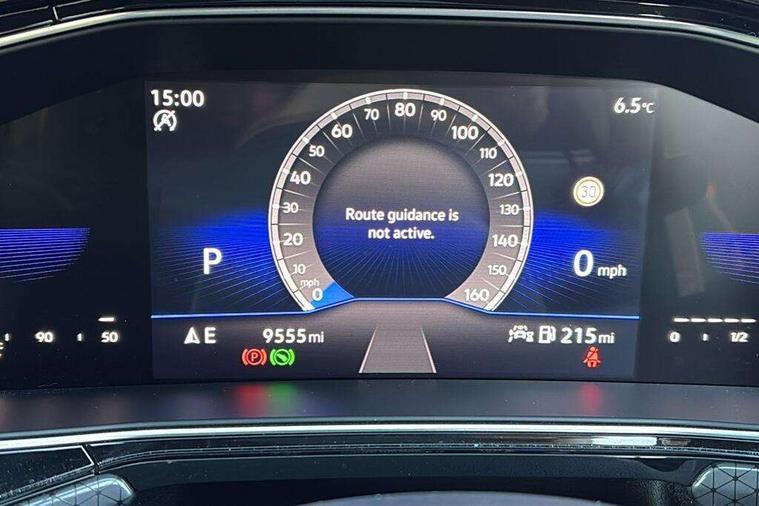 15:00
6.5°C
0 10 20 30 40 50 60 70 80 90 100 110 120 130 140 150 160
mph
30
Route guidance is
not active.
P
0 mph
90 50
0 1/2
E 9555 mi
215 mi
(P)